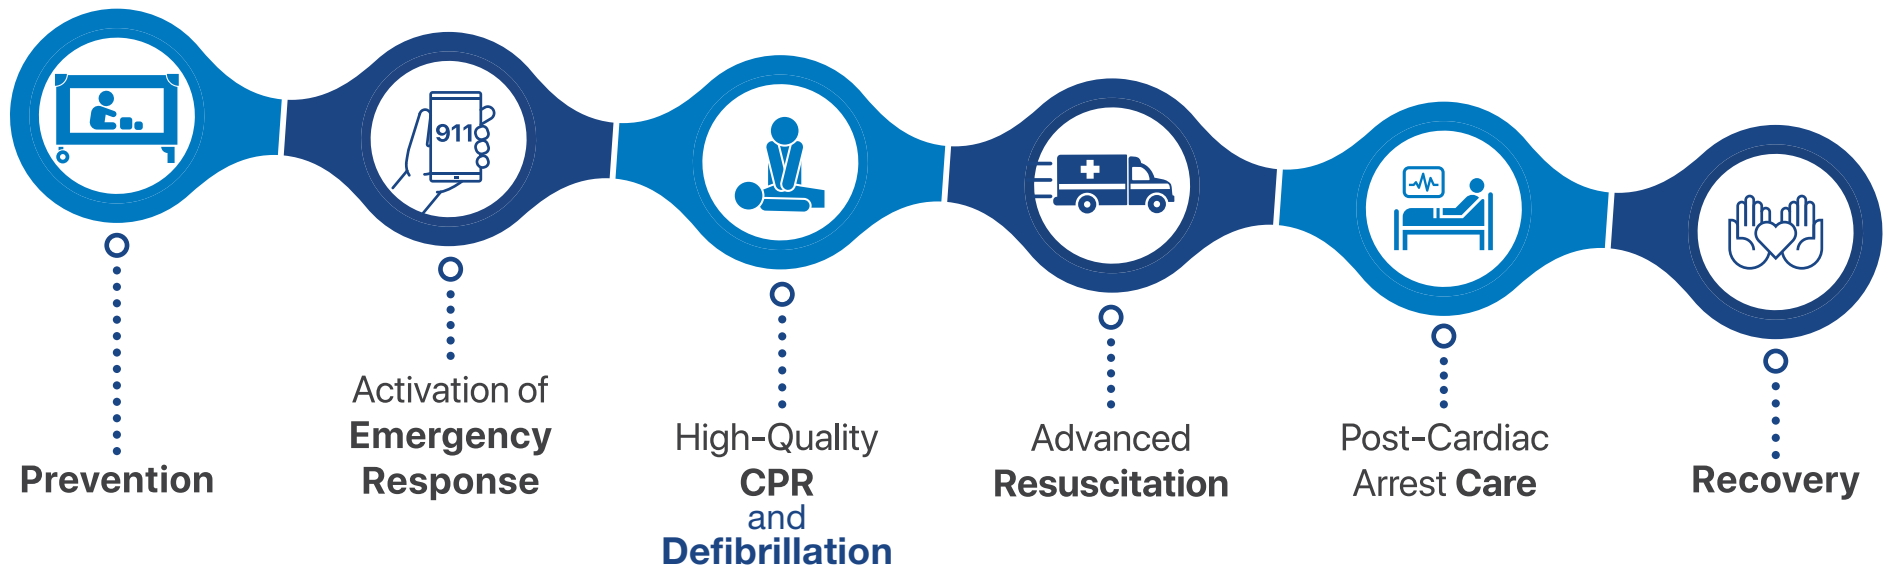 911
Prevention
Activation of
Emergency
Response
High-Quality
CPR
and
Defibrillation
Advanced
Resuscitation
Post-Cardiac
Arrest Care
Recovery